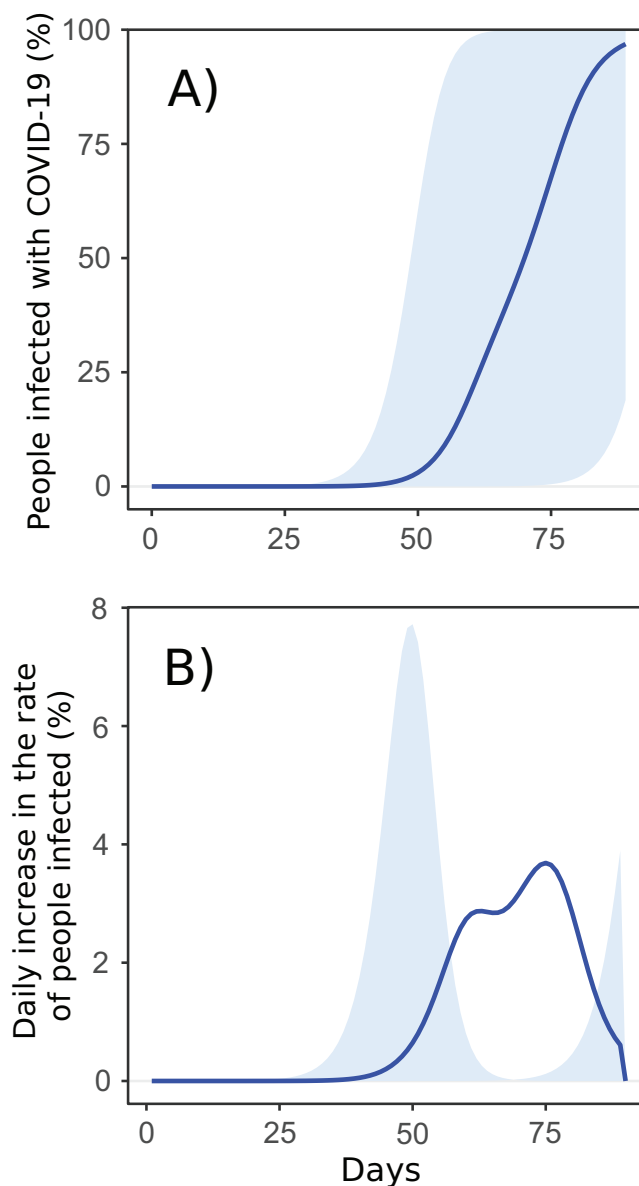 People infected with COVID-19 (%)
A)
100
75
50
25
0
0 25 50 75
Daily increase in the rate
of people infected (%)
B)
8
6
4
2
0
0 25 50 75
Days